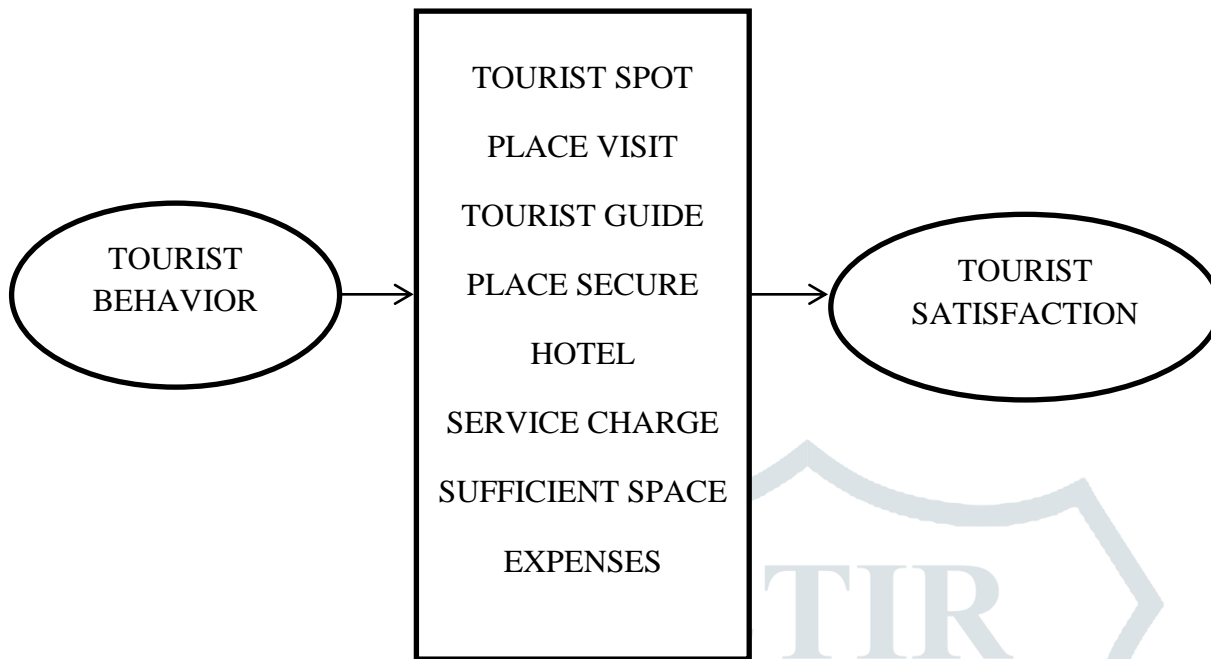 TOURIST SPOT
PLACE VISIT
TOURIST GUIDE
PLACE SECURE
HOTEL
SERVICE CHARGE
SUFFICIENT SPACE
EXPENSES
TOURIST
BEHAVIOR
TOURIST
SATISFACTION
TIR